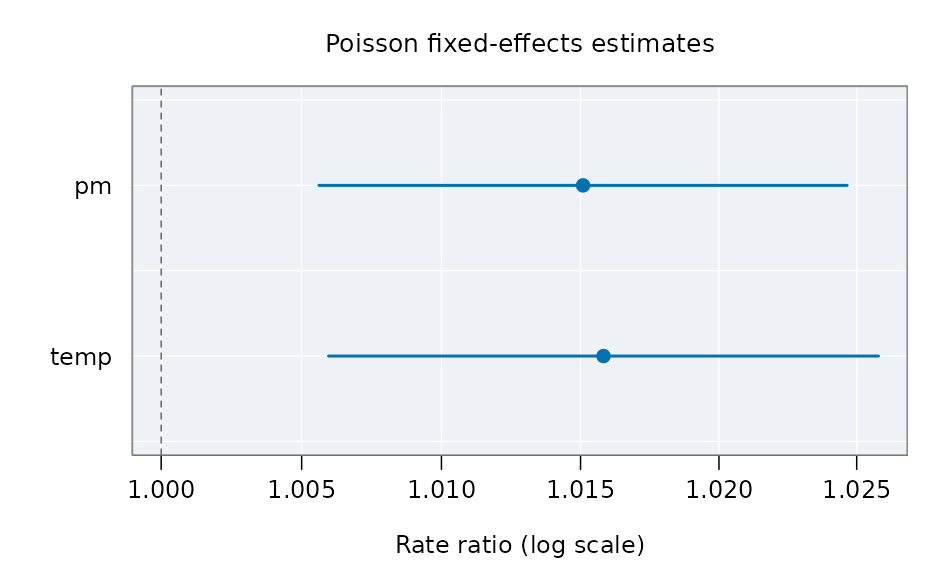 Poisson fixed-effects estimates
pm
temp
1.000 1.005 1.010 1.015 1.020 1.025
Rate ratio (log scale)